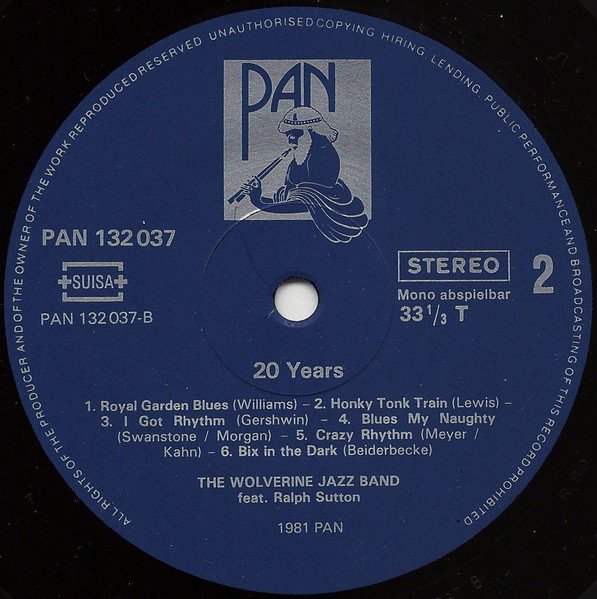 ALL RIGHTS OF THE PRODUCER AND OF THE OWNER OF THE WORK REPRODUCED RESERVED UNAUTHORISED COPYING HIRING LENDING PUBLIC PERFORMANCE AND BROADCASTING OF THIS RECORD PROHIBITED
PAN
PAN 132 037
SUISA
PAN 132 037-B
STEREO
2
Mono abspielbar
33 1/3 T
20 Years
1. Royal Garden Blues (Williams) – 2. Honky Tonk Train (Lewis) –
3. I Got Rhythm (Gershwin) – 4. Blues My Naughty
(Swanstone / Morgan) – 5. Crazy Rhythm (Meyer /
Kahn) – 6. Bix in the Dark (Beiderbecke)
THE WOLVERINE JAZZ BAND
feat. Ralph Sutton
1981 PAN